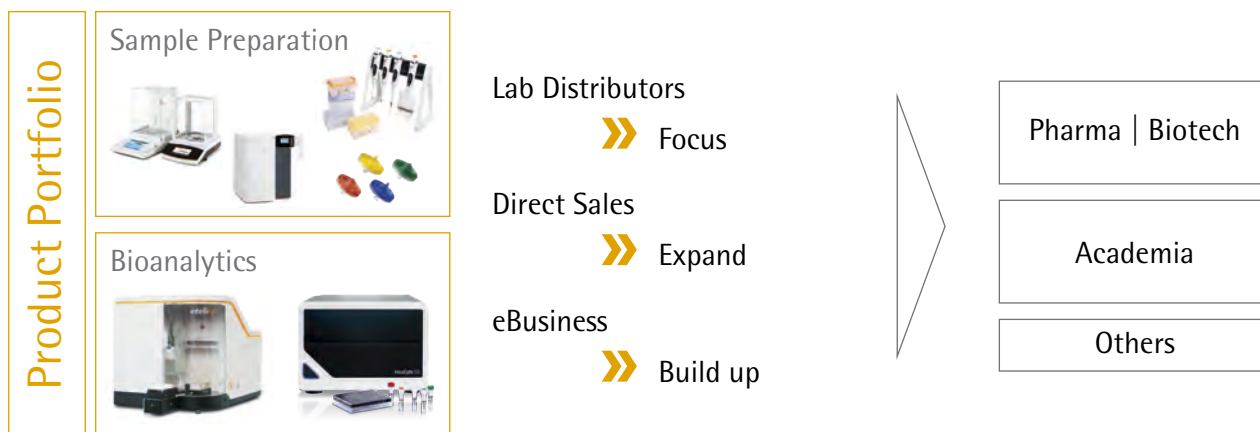 Product Portfolio
Sample Preparation
Bioanalytics
Lab Distributors
Focus
Direct Sales
Expand
eBusiness
Build up
Pharma | Biotech
Academia
Others